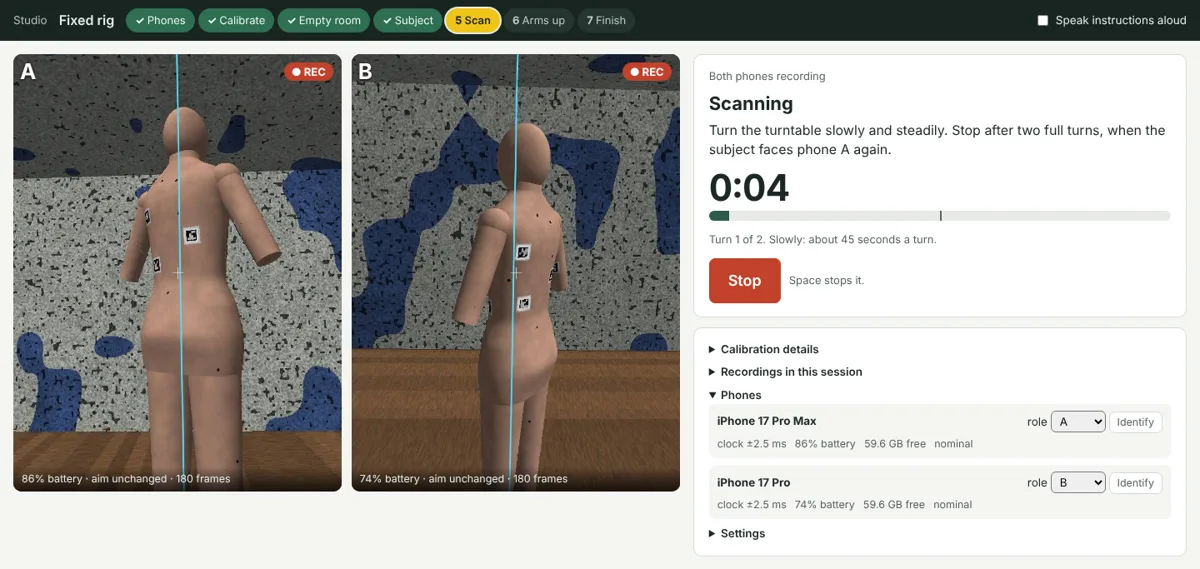 Studio Fixed rig ✓ Phones ✓ Calibrate ✓ Empty room ✓ Subject 5 Scan 6 Arms up 7 Finish Speak instructions aloud
A REC
B REC
86% battery · aim unchanged · 180 frames
74% battery · aim unchanged · 180 frames
Both phones recording
Scanning
Turn the turntable slowly and steadily. Stop after two full turns, when the
subject faces phone A again.
0:04
Turn 1 of 2. Slowly: about 45 seconds a turn.
Stop Space stops it.
Calibration details
Recordings in this session
Phones
iPhone 17 Pro Max role A Identify
clock ±2.5 ms 86% battery 59.6 GB free nominal
iPhone 17 Pro role B Identify
clock ±2.5 ms 74% battery 59.6 GB free nominal
Settings